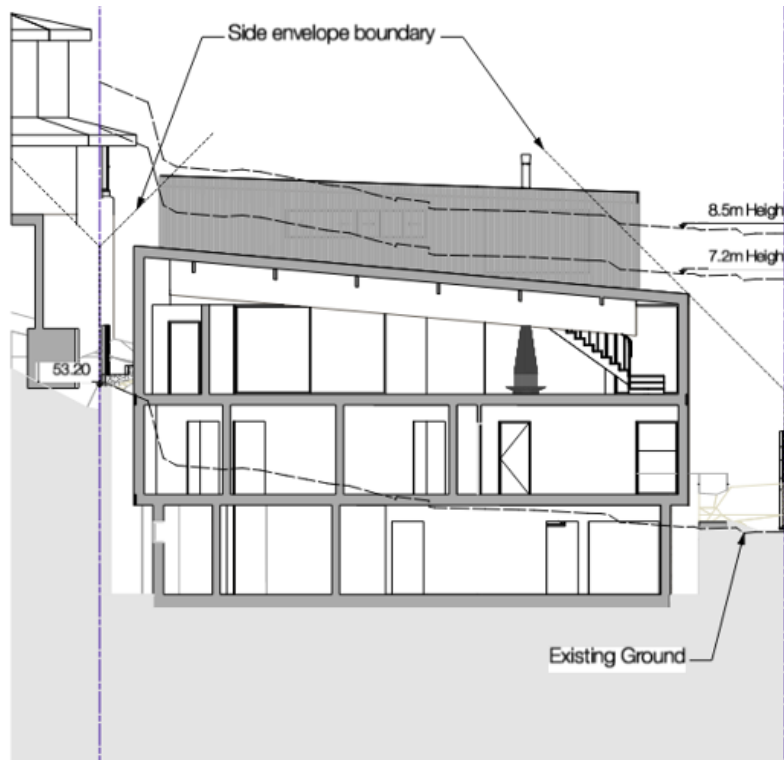 Side envelope boundary
8.5m Heigh
7.2m Heigh
53.20
Existing Ground